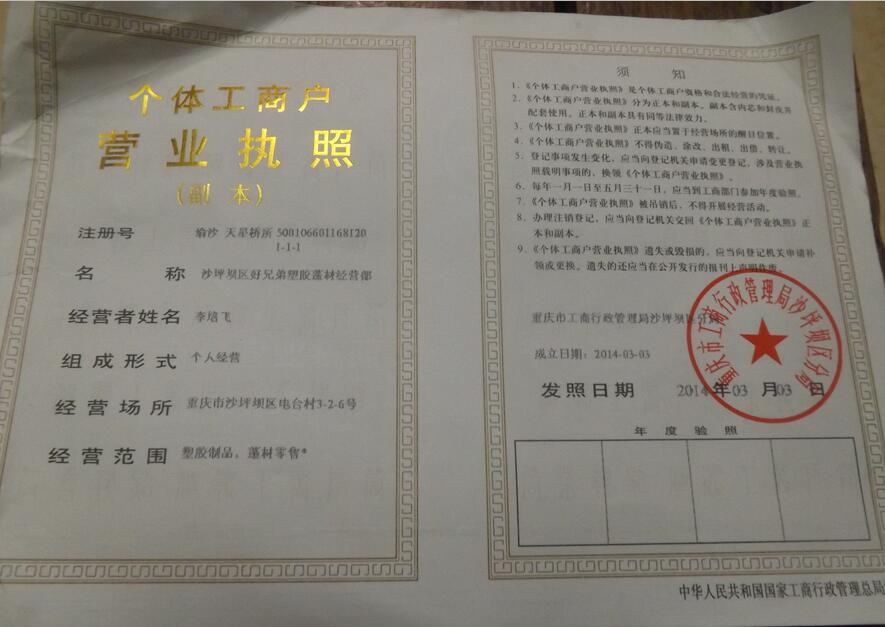 个体工商户
营业执照
(副本)
注册号 渝沙 天星桥所 500106601168120
1-1-1
名称 沙坪坝区好兄弟塑胶蓬材经营部
经营者姓名 李培飞
组成形式 个人经营
经营场所 重庆市沙坪坝区电台村3-2-6号
经营范围 塑胶制品，蓬材零售*
须知
1.《个体工商户营业执照》是个体工商户资格和合法经营的凭证。
2.《个体工商户营业执照》分为正本和副本，副本含内芯和封皮并
配套使用。正本和副本具有同等法律效力。
3.《个体工商户营业执照》正本应当置于经营场所的醒目位置。
4.《个体工商户营业执照》不得伪造、涂改、出租、出借、转让。
5.登记事项发生变化，应当向登记机关申请变更登记，涉及营业执
照载明事项的，换领《个体工商户营业执照》。
6.每年一月一日至五月三十一日，应当到工商部门参加年度验照。
7.《个体工商户营业执照》被吊销后，不得开展经营活动。
8.办理注销登记，应当向登记机关交回《个体工商户营业执照》正
本和副本。
9.《个体工商户营业执照》遗失或毁损的，应当向登记机关申请补
领或更换。遗失的还应当在公开发行的报刊上声明作废。
重庆市工商行政管理局沙坪坝区分局
重庆市工商行政管理局沙坪坝区分局
成立日期：2014-03-03
发照日期 2014年03月03日
年度验照
中华人民共和国国家工商行政管理总局